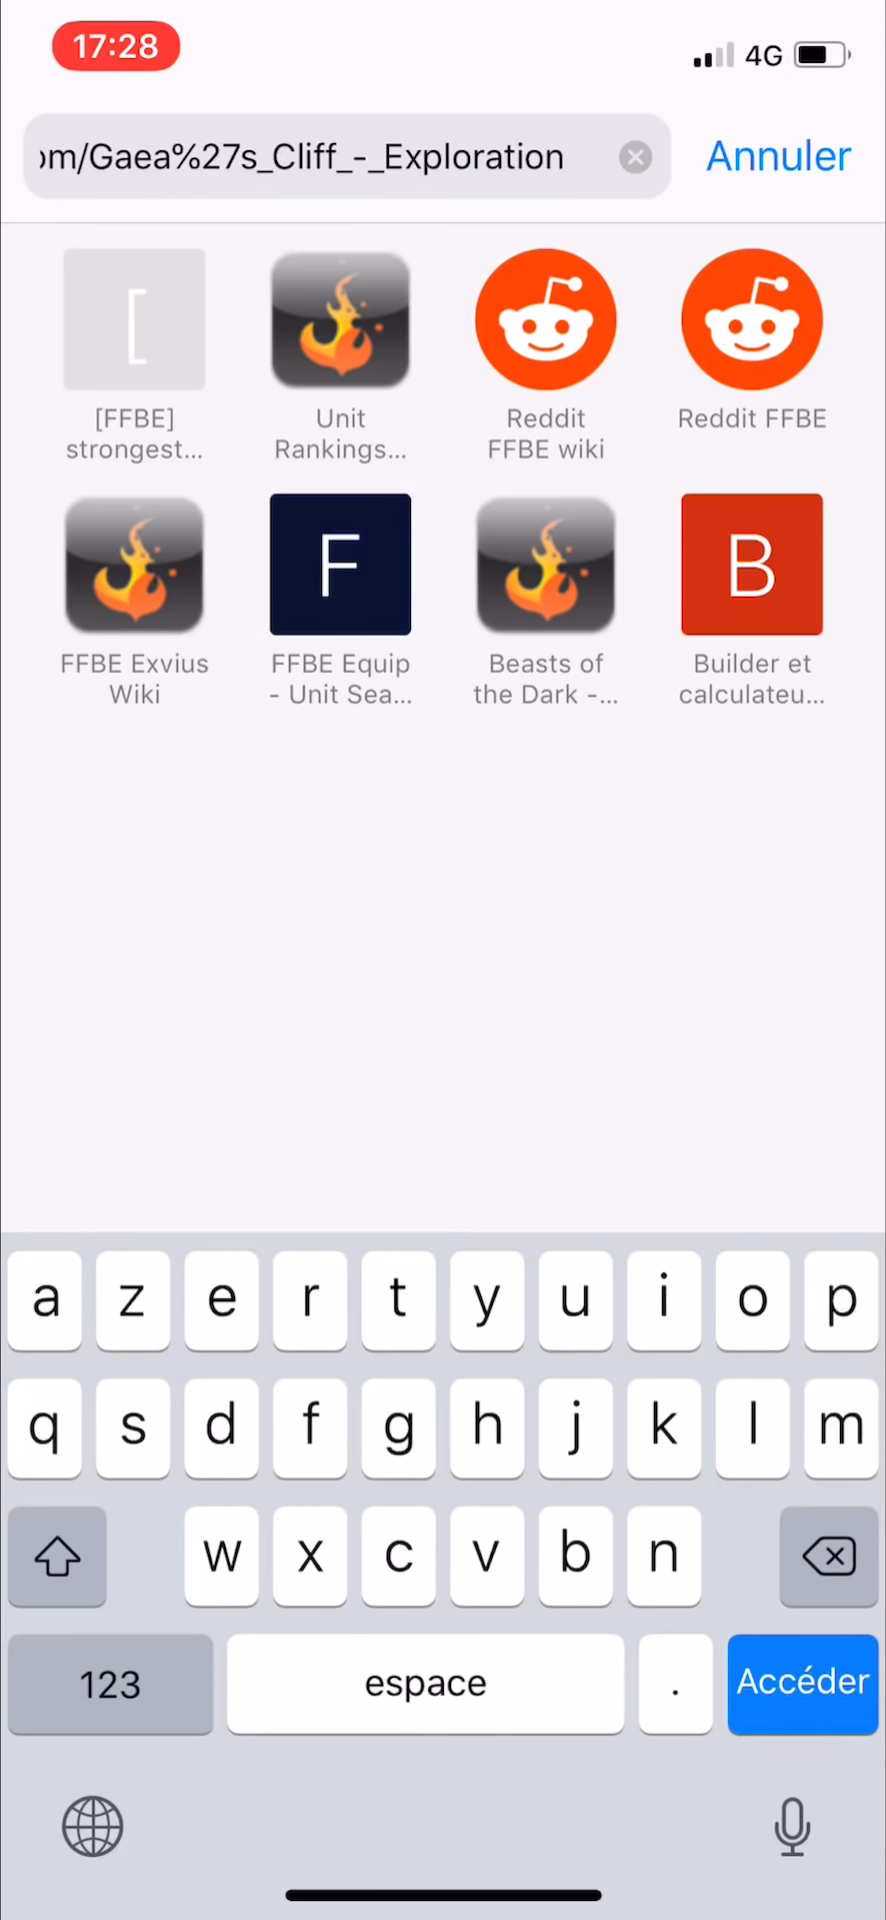 17:28
4G
om/Gaea%27s_Cliff_-_Exploration
Annuler
[
[FFBE]
strongest...
Unit
Rankings...
Reddit
FFBE wiki
Reddit FFBE
F
B
FFBE Exvius
Wiki
FFBE Equip
- Unit Sea...
Beasts of
the Dark -...
Builder et
calculateu...
a z e r t y u i o p
q s d f g h j k l m
w x c v b n
123 espace . Accéder